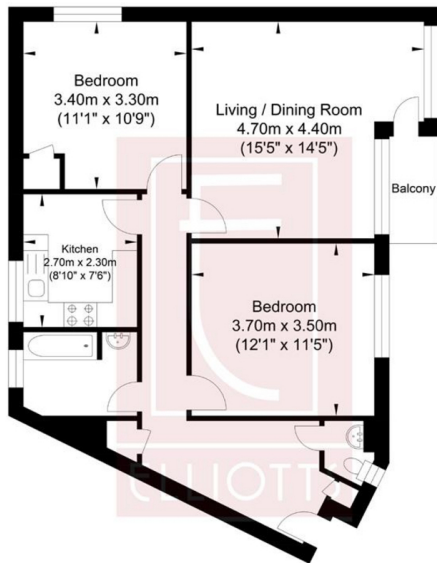 Bedroom
3.40m x 3.30m
(11'1" x 10'9")
Living / Dining Room
4.70m x 4.40m
(15'5" x 14'5")
Balcony
Kitchen
2.70m x 2.30m
(8'10" x 7'6")
Bedroom
3.70m x 3.50m
(12'1" x 11'5")
ELLIOTTS